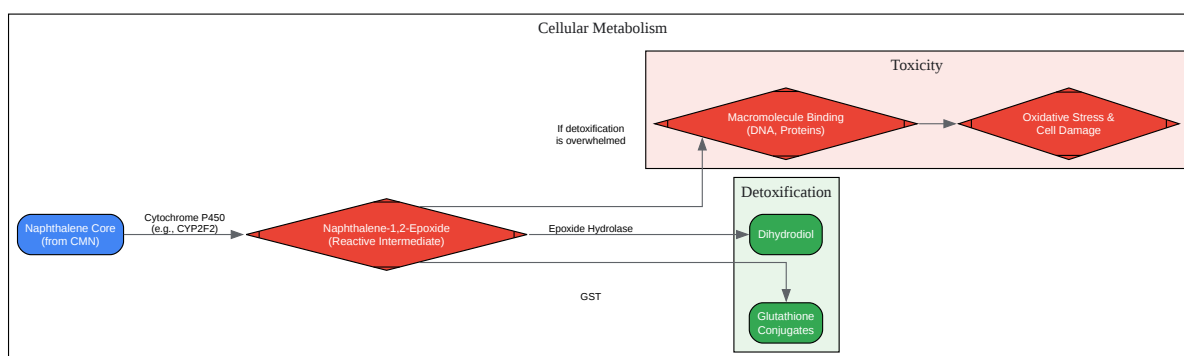 Cellular Metabolism
Toxicity
Macromolecule Binding
(DNA, Proteins)
Oxidative Stress &
Cell Damage
If detoxification
is overwhelmed
Detoxification
Naphthalene Core
(from CMN)
Cytochrome P450
(e.g., CYP2F2)
Naphthalene-1,2-Epoxide
(Reactive Intermediate)
Epoxide Hydrolase
Dihydrodiol
GST
Glutathione
Conjugates